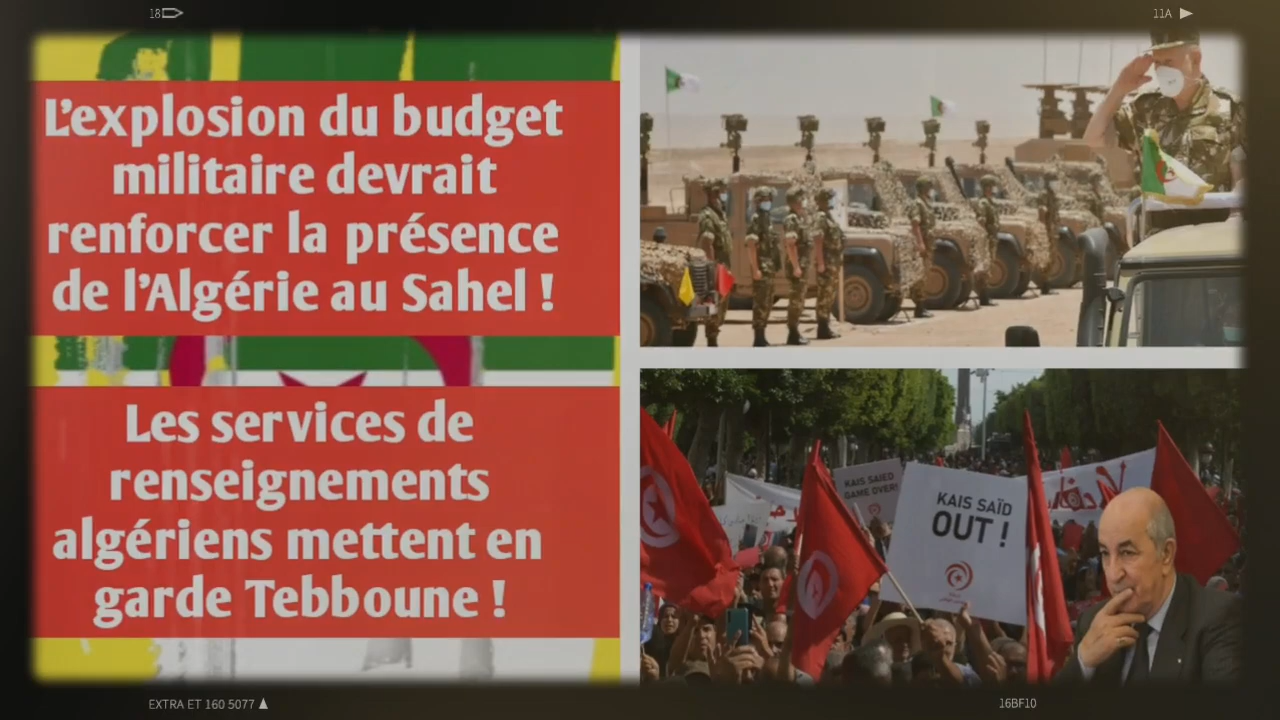 18
11A
L'explosion du budget
militaire devrait
renforcer la présence
de l'Algérie au Sahel !
Les services de
renseignements
algériens mettent en
garde Tebboune !
KAIS SAIED
GAME OVER!
KAIS SAÏD
OUT !
EXTRA ET 160 5077
16BF10